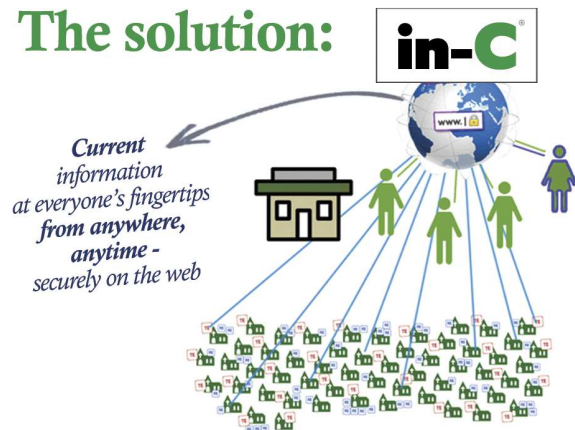 The solution:
in-C®
www.|
Current
information
at everyone's fingertips
from anywhere,
anytime -
securely on the web